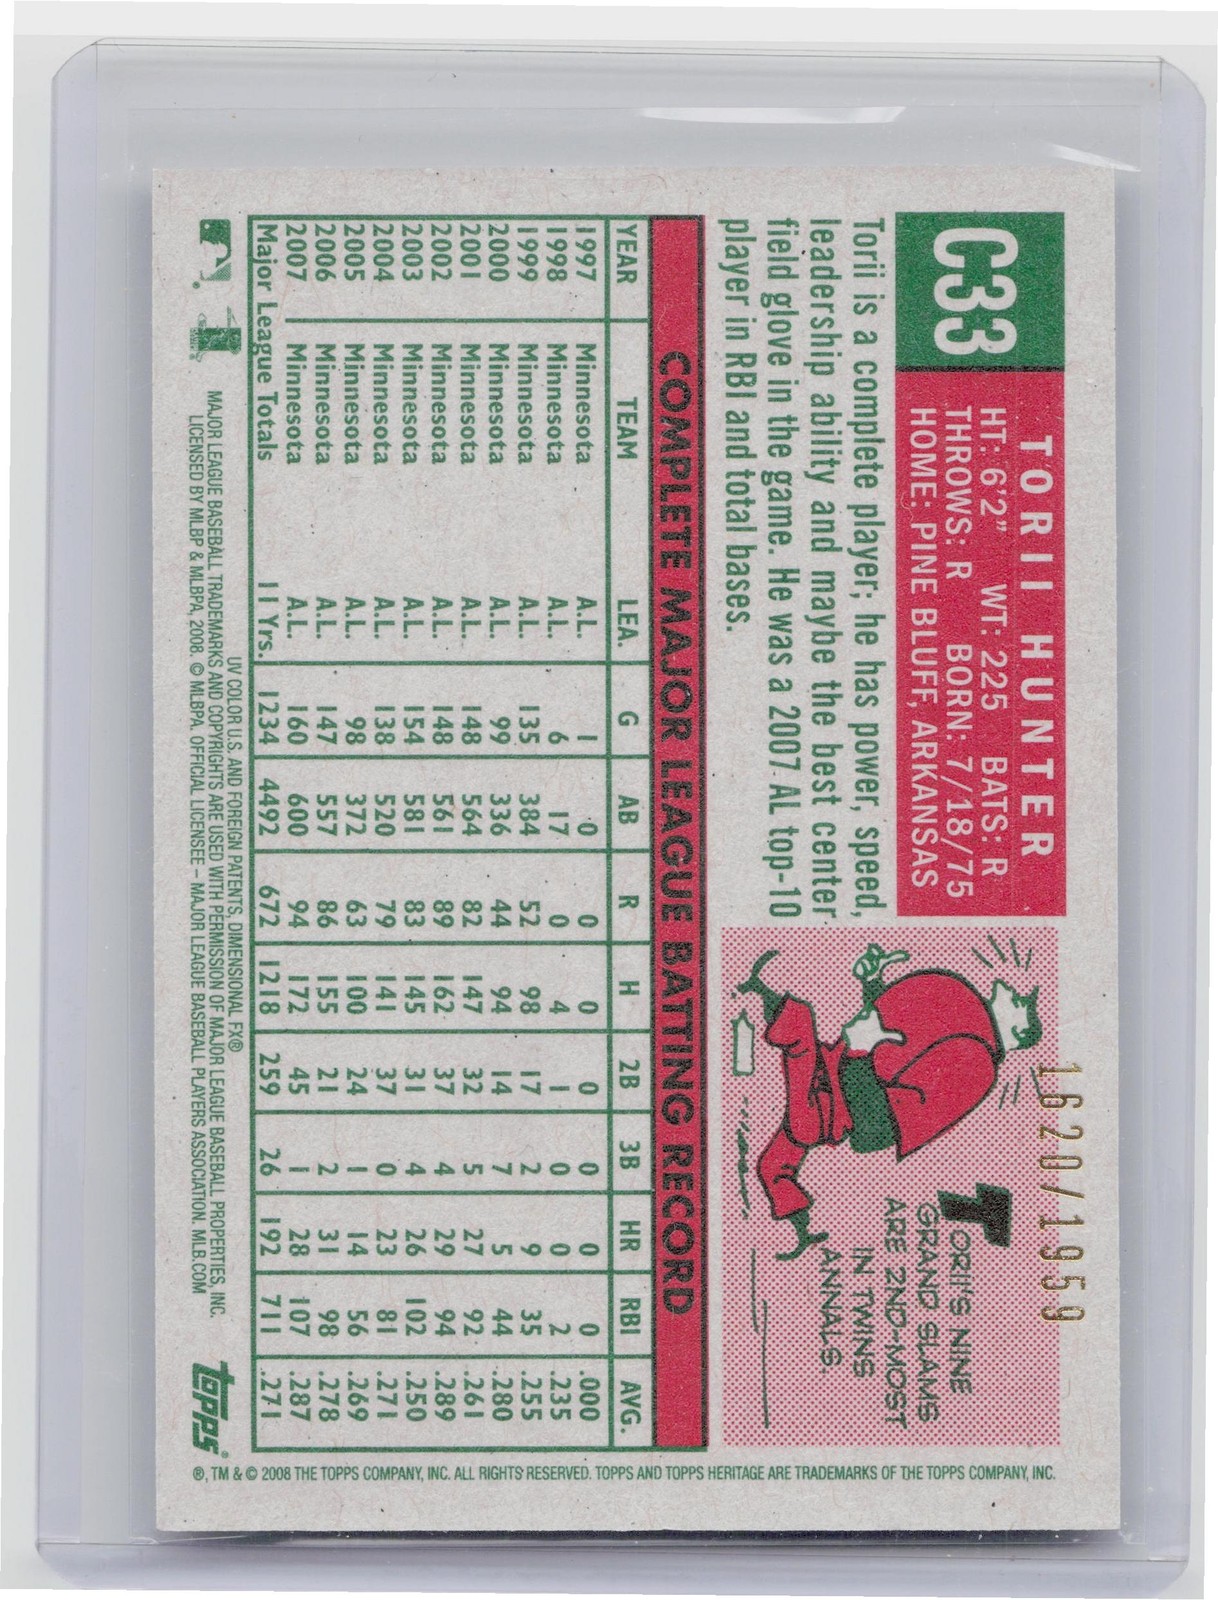 C33
TORII HUNTER
HT: 6'2" WT: 225 BATS: R
THROWS: R BORN: 7/18/75
HOME: PINE BLUFF, ARKANSAS
Torii is a complete player; he has power, speed,
leadership ability and maybe the best center
field glove in the game. He was a 2007 AL top-10
player in RBI and total bases.
1620/1959
TORII'S NINE
GRAND SLAMS
ARE 2ND-MOST
IN TWINS
ANNALS
COMPLETE MAJOR LEAGUE BATTING RECORD
YEAR TEAM LEA. G AB R H 2B 3B HR RBI AVG.
1997 Minnesota A.L. 1 0 0 0 0 0 0 0 .000
1998 Minnesota A.L. 6 17 0 4 1 0 0 2 .235
1999 Minnesota A.L. 135 384 52 98 17 2 9 35 .255
2000 Minnesota A.L. 99 336 44 94 14 7 5 44 .280
2001 Minnesota A.L. 148 564 82 147 32 5 27 92 .261
2002 Minnesota A.L. 148 561 89 162 37 4 29 94 .289
2003 Minnesota A.L. 154 581 83 145 31 4 26 102 .250
2004 Minnesota A.L. 138 520 79 141 37 0 23 81 .271
2005 Minnesota A.L. 98 372 63 100 24 1 14 56 .269
2006 Minnesota A.L. 147 557 86 155 21 2 31 98 .278
2007 Minnesota A.L. 160 600 94 172 45 1 28 107 .287
Major League Totals 11 Yrs. 1234 4492 672 1218 259 26 192 711 .271
UV COLOR U.S. AND FOREIGN PATENTS, DIMENSIONAL FX®
MAJOR LEAGUE BASEBALL TRADEMARKS AND COPYRIGHTS ARE USED WITH PERMISSION OF MAJOR LEAGUE BASEBALL PROPERTIES, INC.
LICENSED BY MLBP & MLBPA, 2008. © MLBPA. OFFICIAL LICENSEE – MAJOR LEAGUE BASEBALL PLAYERS ASSOCIATION. MLB.COM
topps®
®, TM & © 2008 THE TOPPS COMPANY, INC. ALL RIGHTS RESERVED. TOPPS AND TOPPS HERITAGE ARE TRADEMARKS OF THE TOPPS COMPANY, INC.